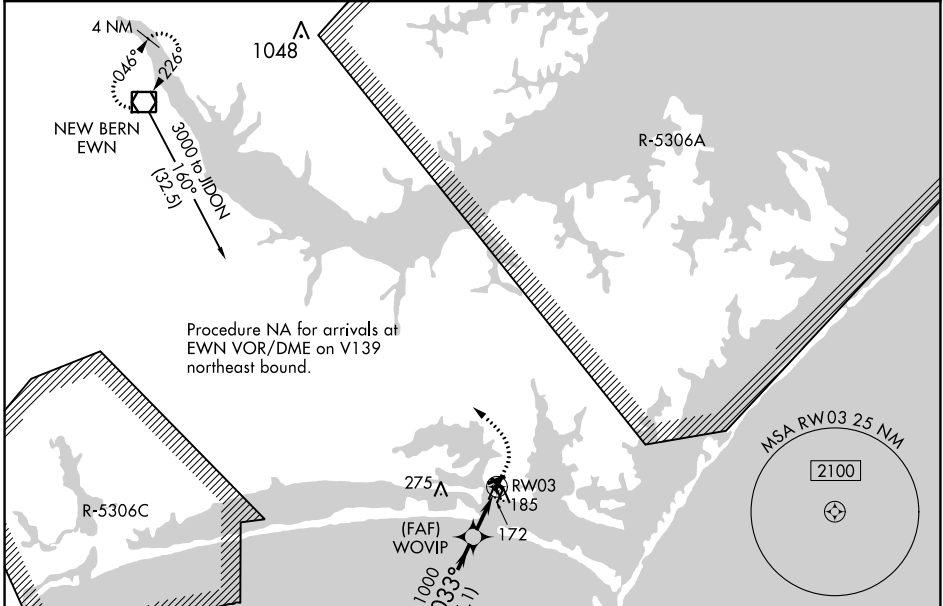 4 NM
046°
226°
1048
NEW BERN
EWN
3000 to JIDON
160°
(32.5)
R-5306A
Procedure NA for arrivals at
EWN VOR/DME on V139
northeast bound.
MSA RW03 25 NM
2100
R-5306C
275
RW03
185
(FAF)
WOVIP
172
1000
033°